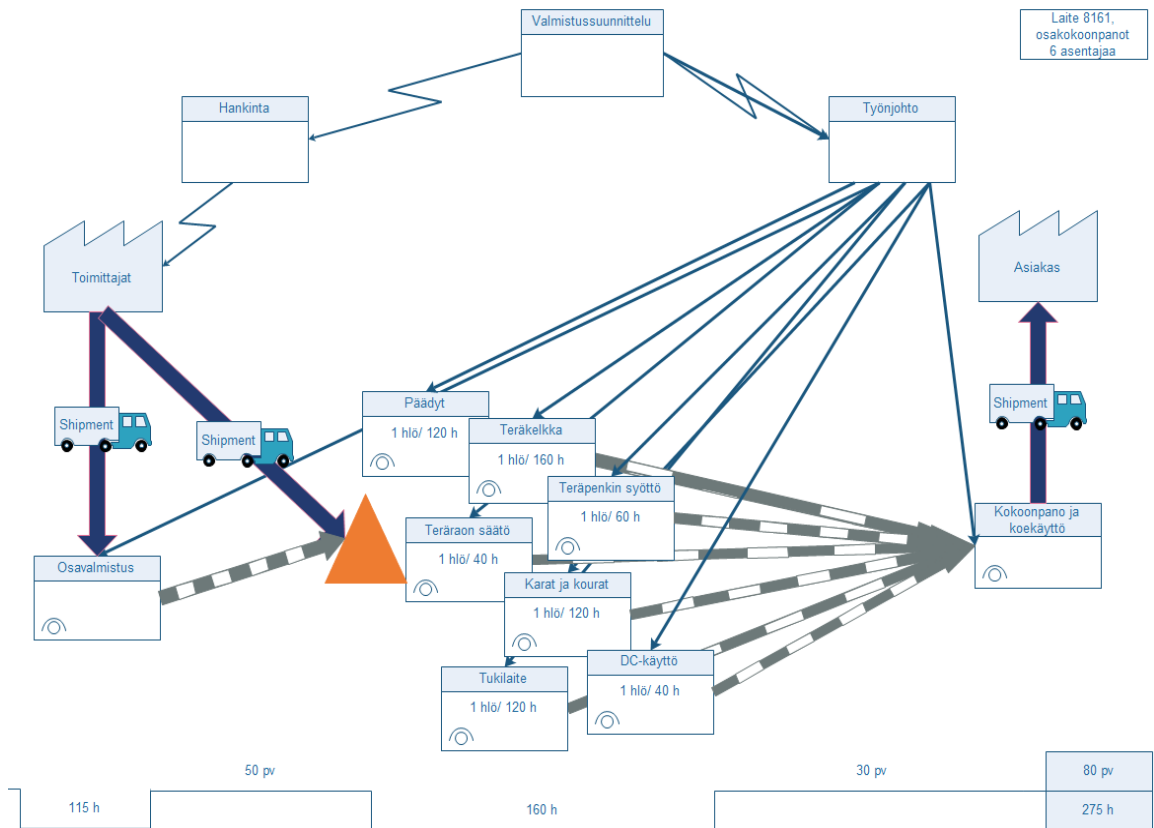 Valmistussuunnittelu
Laite 8161,
osakokoonpanot
6 asentajaa
Hankinta
Työnjohto
Toimittajat
Asiakas
Shipment
Shipment
Shipment
Päädyt
1 hlö/ 120 h
Teräkelkka
1 hlö/ 160 h
Teräpenkin syöttö
1 hlö/ 60 h
Kokoonpano ja
koekäyttö
Teräraon säätö
1 hlö/ 40 h
Osavalmistus
Karat ja kourat
1 hlö/ 120 h
DC-käyttö
1 hlö/ 40 h
Tukilaite
1 hlö/ 120 h
50 pv
30 pv
80 pv
115 h
160 h
275 h